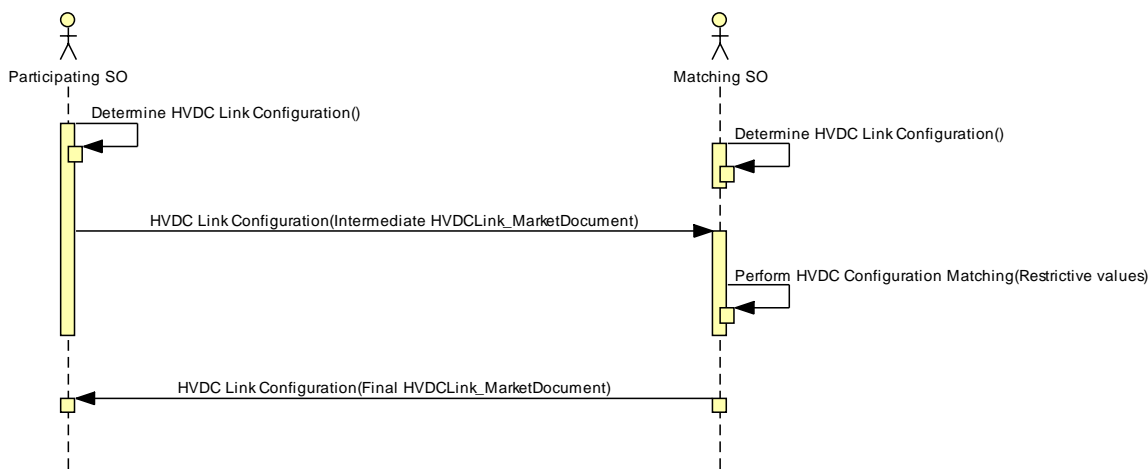 Participating SO
Matching SO
Determine HVDC Link Configuration()
Determine HVDC Link Configuration()
HVDC Link Configuration(Intermediate HVDCLink_MarketDocument)
Perform HVDC Configuration Matching(Restrictive values)
HVDC Link Configuration(Final HVDCLink_MarketDocument)